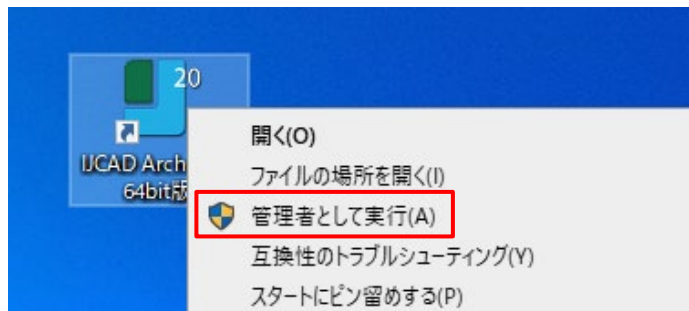 20
IJCAD Arch
64bit版
開く(O)
ファイルの場所を開く(I)
管理者として実行(A)
互換性のトラブルシューティング(Y)
スタートにピン留めする(P)